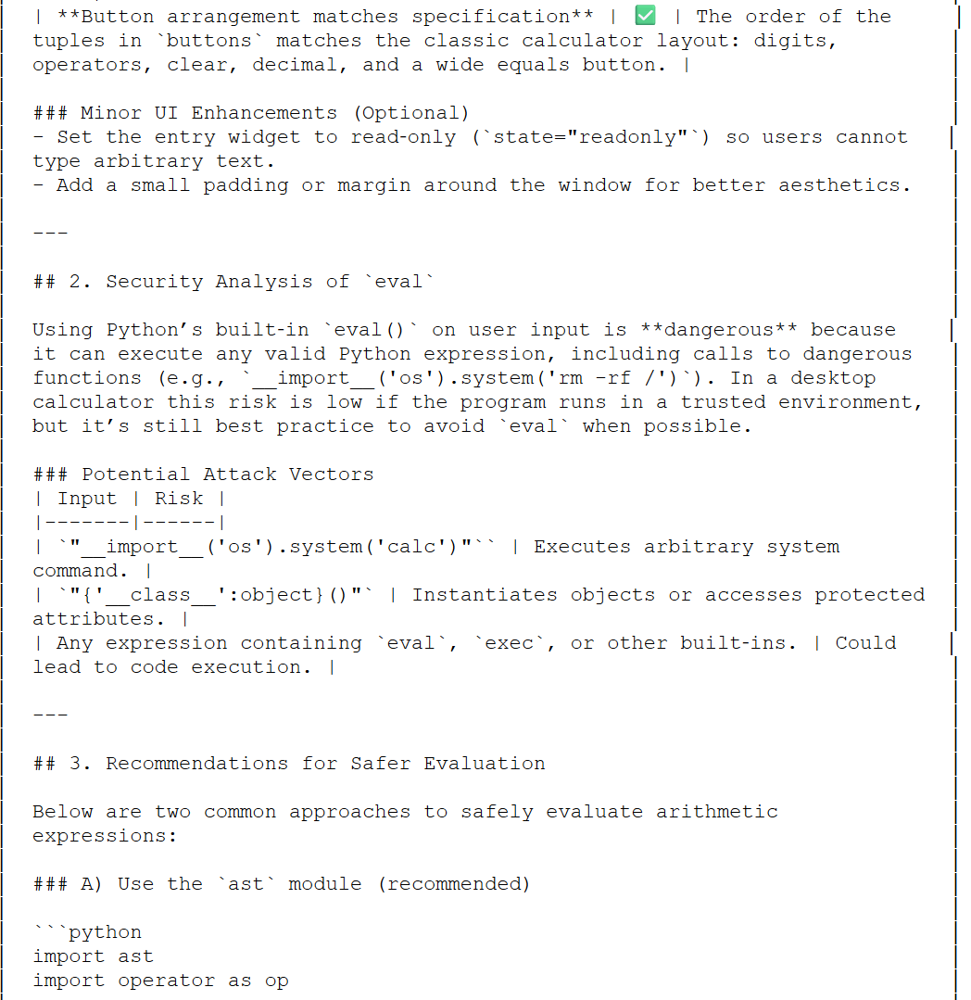 | **Button arrangement matches specification** | ✅ | The order of the
tuples in `buttons` matches the classic calculator layout: digits,
operators, clear, decimal, and a wide equals button. |
### Minor UI Enhancements (Optional)
- Set the entry widget to read-only (`state="readonly"`) so users cannot
type arbitrary text.
- Add a small padding or margin around the window for better aesthetics.
---
## 2. Security Analysis of `eval`
Using Python’s built-in `eval()` on user input is **dangerous** because
it can execute any valid Python expression, including calls to dangerous
functions (e.g., `__import__('os').system('rm -rf /')`). In a desktop
calculator this risk is low if the program runs in a trusted environment,
but it’s still best practice to avoid `eval` when possible.
### Potential Attack Vectors
| Input | Risk |
|-------|------|
| `"__import__('os').system('calc')"`` | Executes arbitrary system
command. |
| `"{'__class__':object}()"` | Instantiates objects or accesses protected
attributes. |
| Any expression containing `eval`, `exec`, or other built-ins. | Could
lead to code execution. |
---
## 3. Recommendations for Safer Evaluation
Below are two common approaches to safely evaluate arithmetic
expressions:
### A) Use the `ast` module (recommended)
```python
import ast
import operator as op